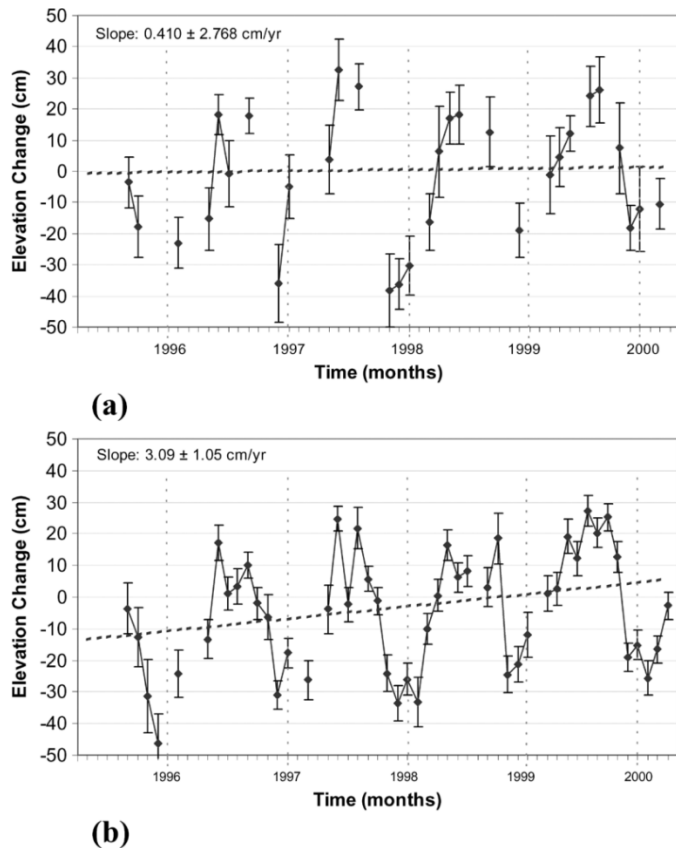 50
Slope: 0.410 ± 2.768 cm/yr
40
30
20
10
0
-10
-20
-30
-40
-50
Elevation Change (cm)
1996 1997 1998 1999 2000
Time (months)
(a)
50
Slope: 3.09 ± 1.05 cm/yr
40
30
20
10
0
-10
-20
-30
-40
-50
Elevation Change (cm)
1996 1997 1998 1999 2000
Time (months)
(b)